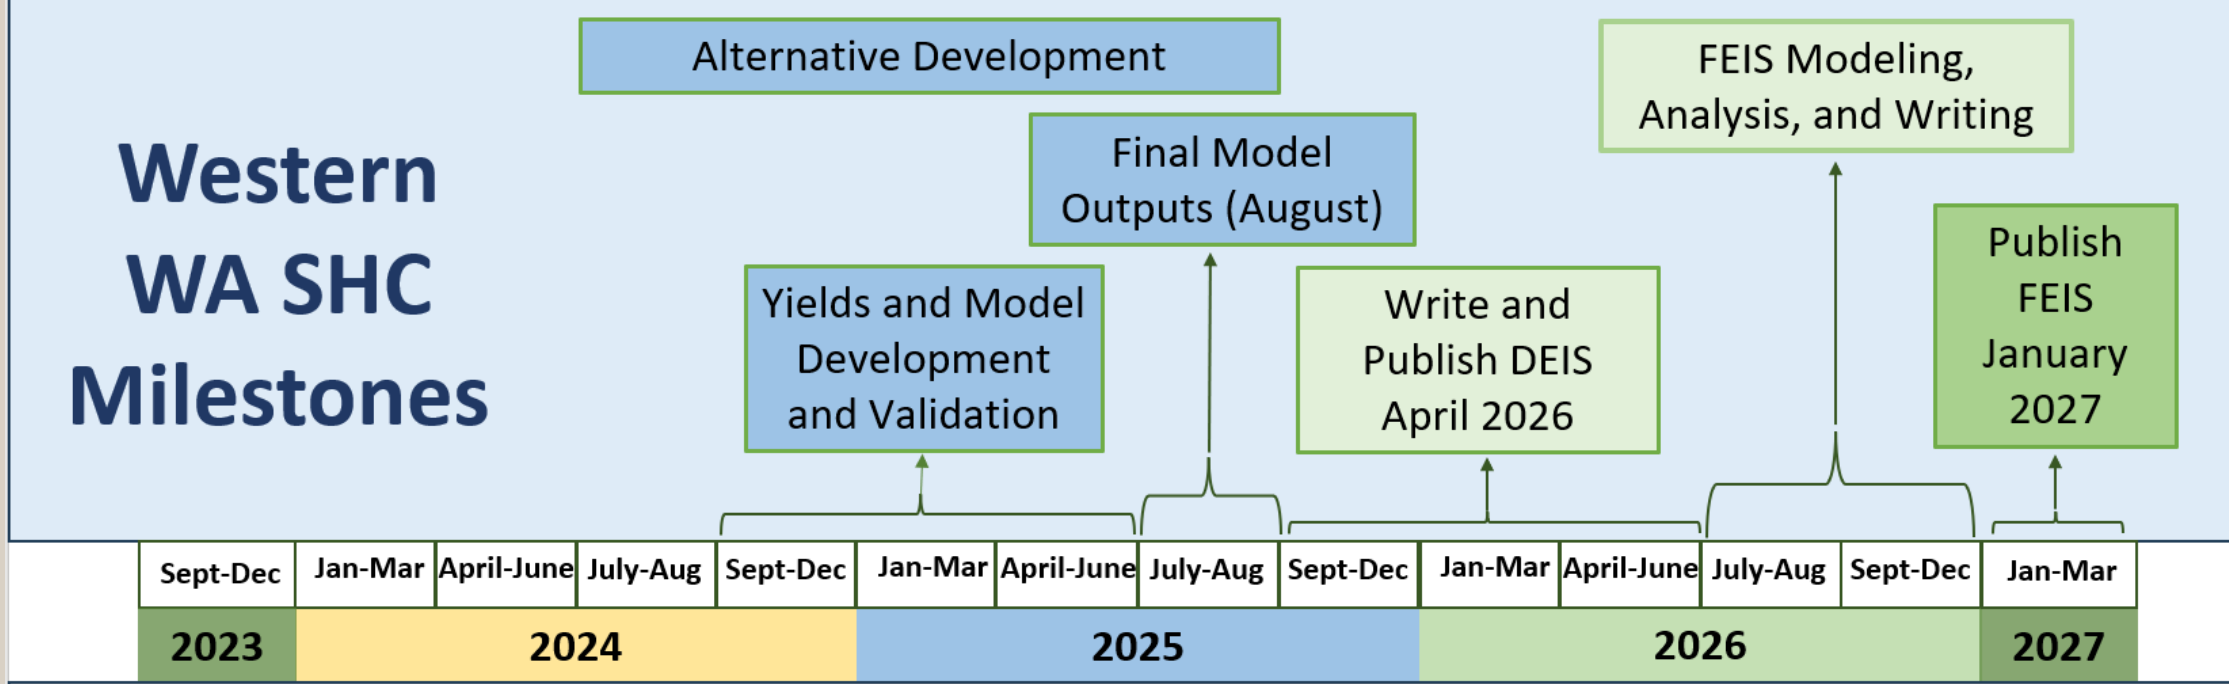 Western
WA SHC
Milestones
Alternative Development
Final Model
Outputs (August)
Yields and Model
Development
and Validation
Write and
Publish DEIS
April 2026
FEIS Modeling,
Analysis, and Writing
Publish
FEIS
January
2027
Sept-Dec Jan-Mar April-June July-Aug Sept-Dec Jan-Mar April-June July-Aug Sept-Dec Jan-Mar April-June July-Aug Sept-Dec Jan-Mar
2023 2024 2025 2026 2027